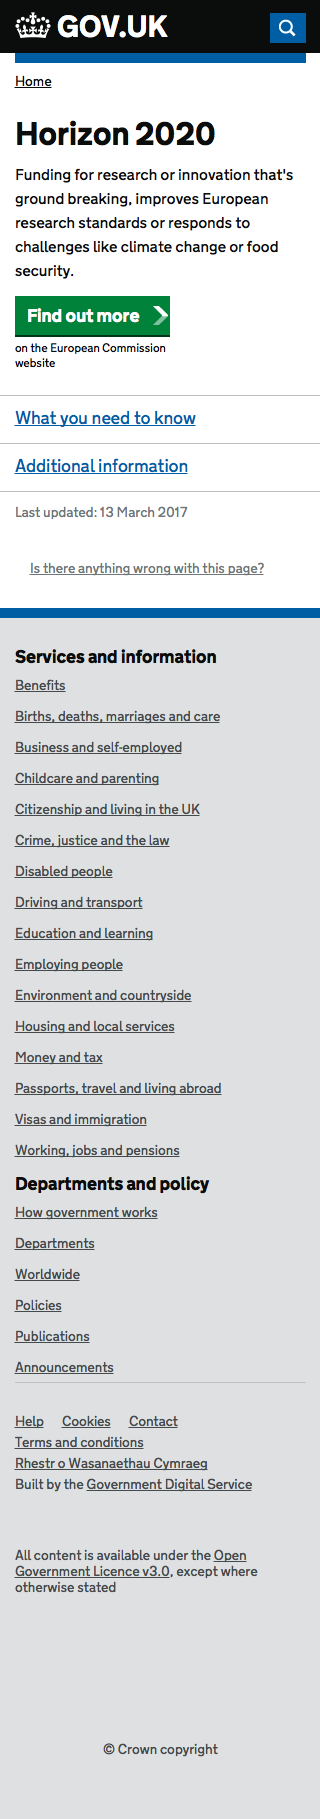 GOV.UK
Home
Horizon 2020
Funding for research or innovation that's
ground breaking, improves European
research standards or responds to
challenges like climate change or food
security.
Find out more
on the European Commission
website
What you need to know
Additional information
Last updated: 13 March 2017
Is there anything wrong with this page?
Services and information
Benefits
Births, deaths, marriages and care
Business and self-employed
Childcare and parenting
Citizenship and living in the UK
Crime, justice and the law
Disabled people
Driving and transport
Education and learning
Employing people
Environment and countryside
Housing and local services
Money and tax
Passports, travel and living abroad
Visas and immigration
Working, jobs and pensions
Departments and policy
How government works
Departments
Worldwide
Policies
Publications
Announcements
Help Cookies Contact
Terms and conditions
Rhestr o Wasanaethau Cymraeg
Built by the Government Digital Service
All content is available under the Open
Government Licence v3.0, except where
otherwise stated
© Crown copyright